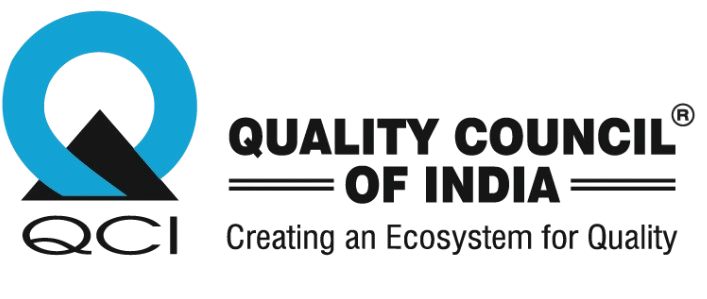 QCI
QUALITY COUNCIL®
OF INDIA
Creating an Ecosystem for Quality